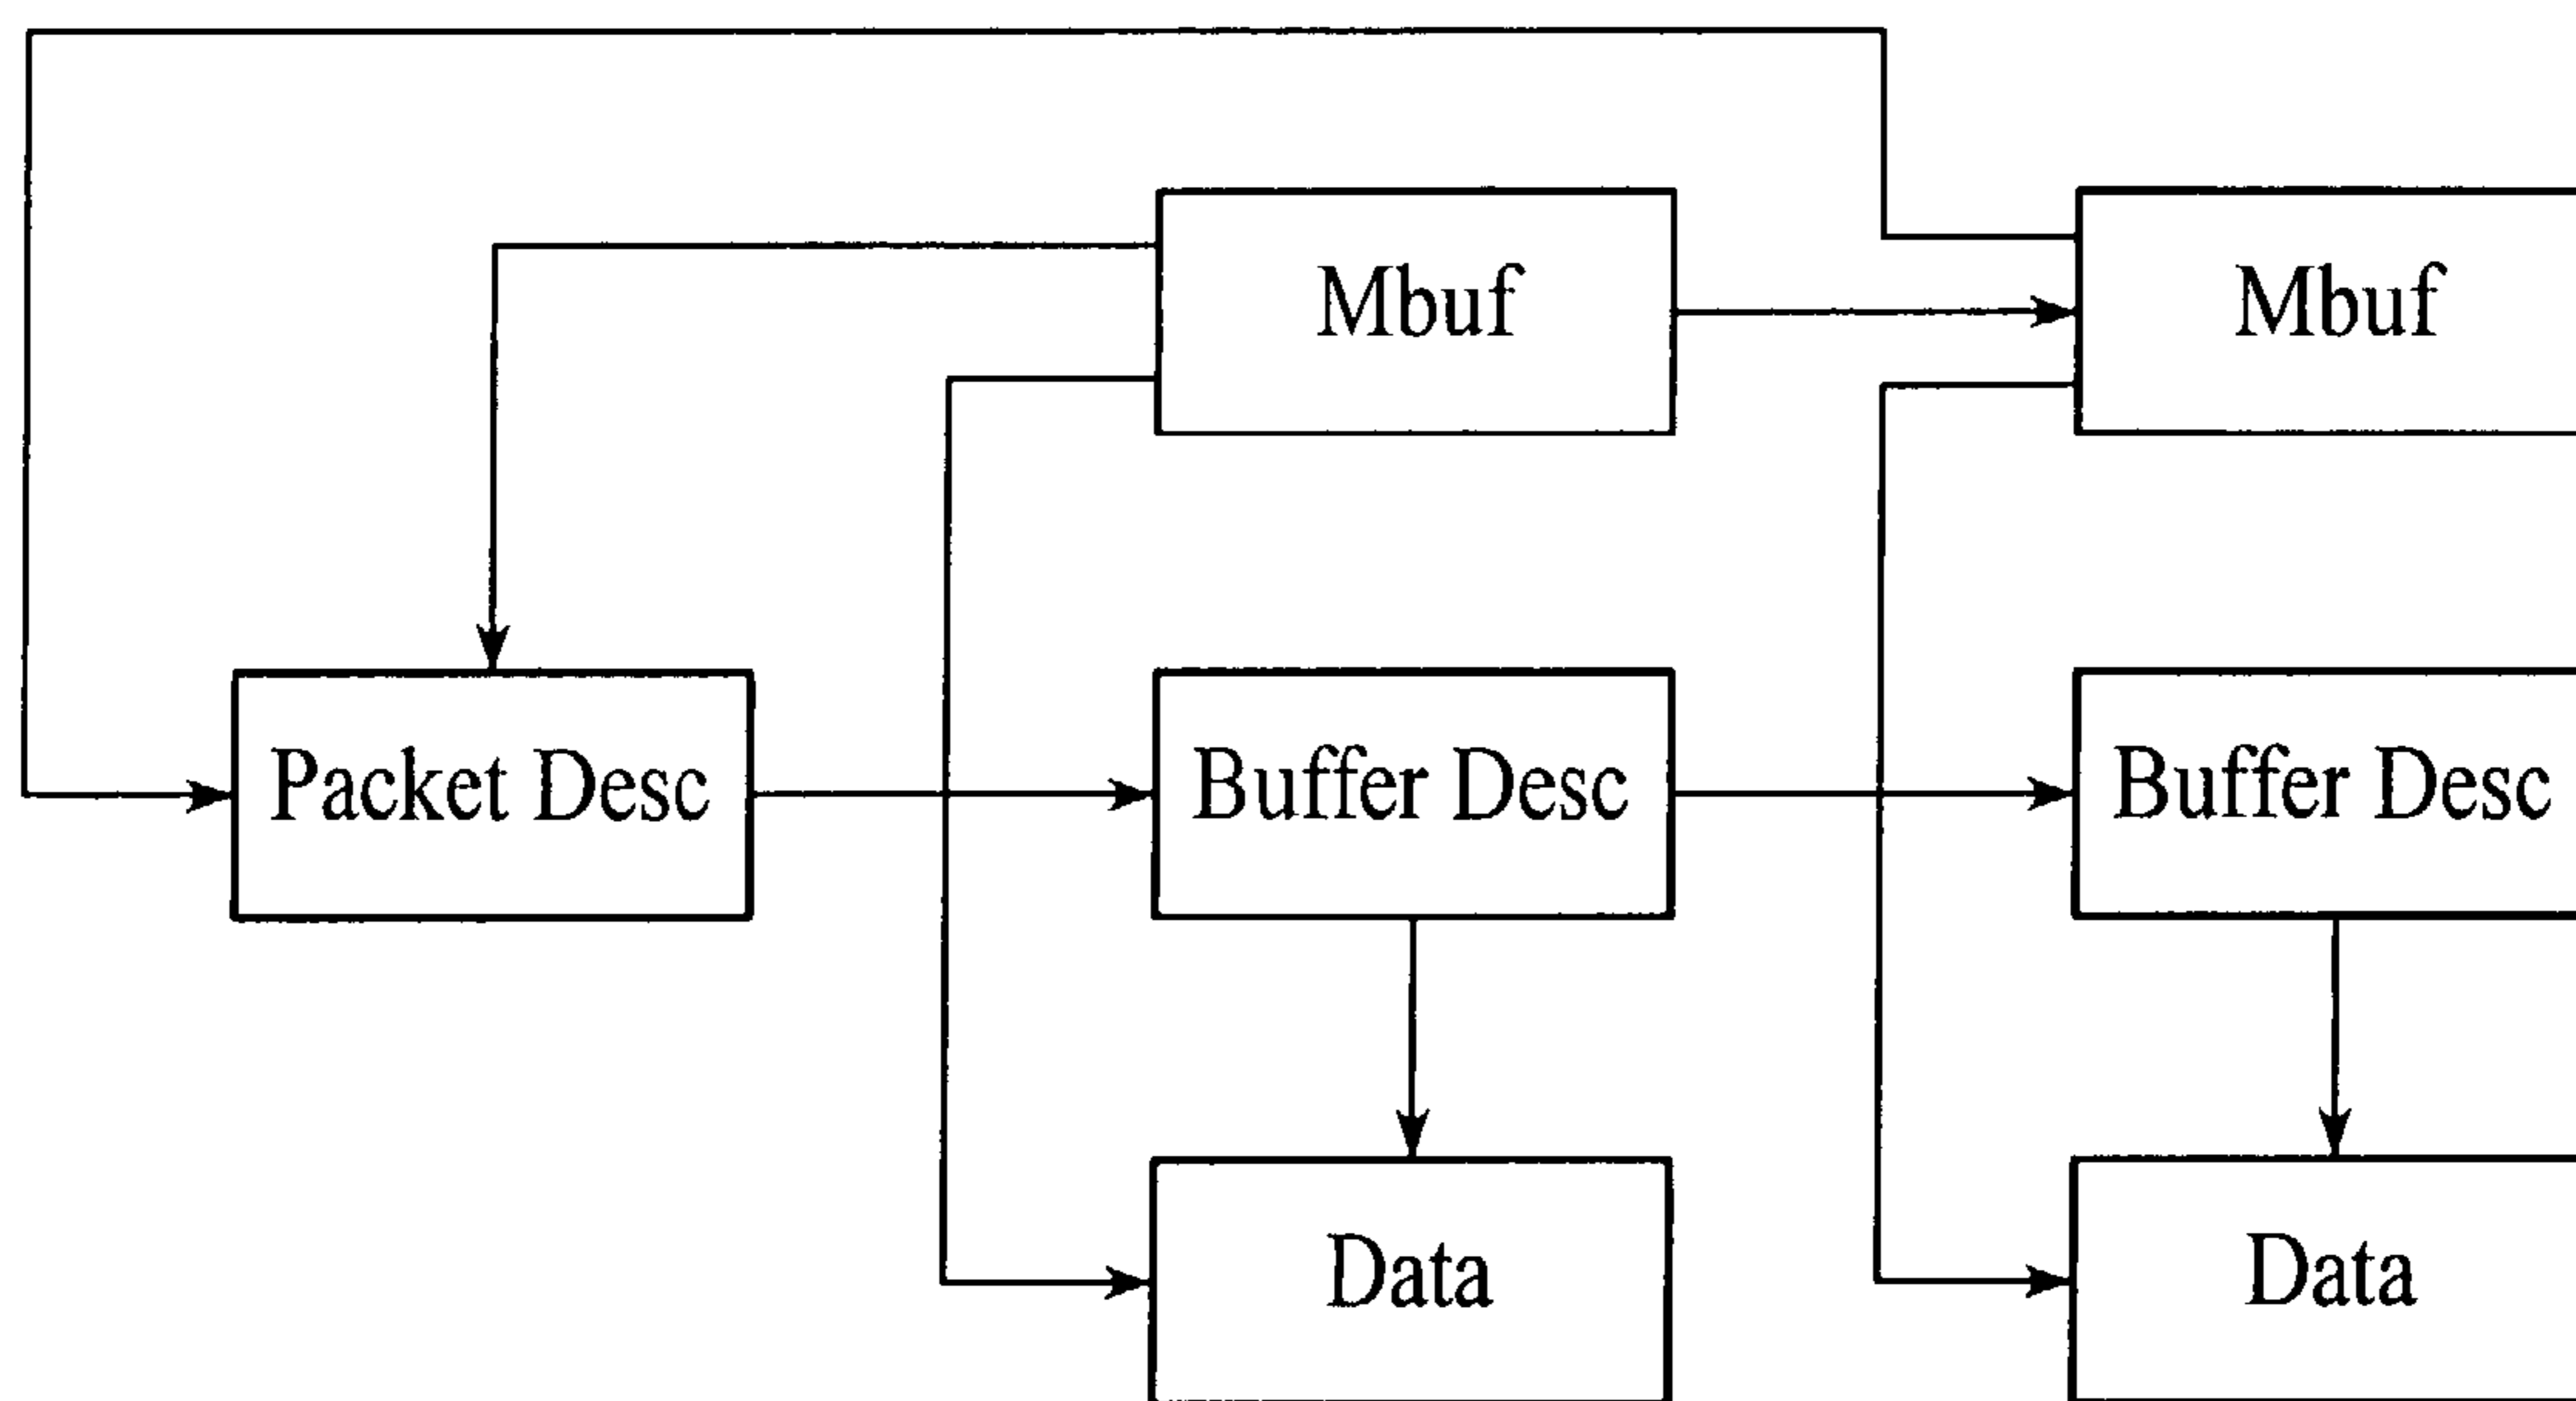 Mbuf
Mbuf
Packet Desc
Buffer Desc
Buffer Desc
Data
Data